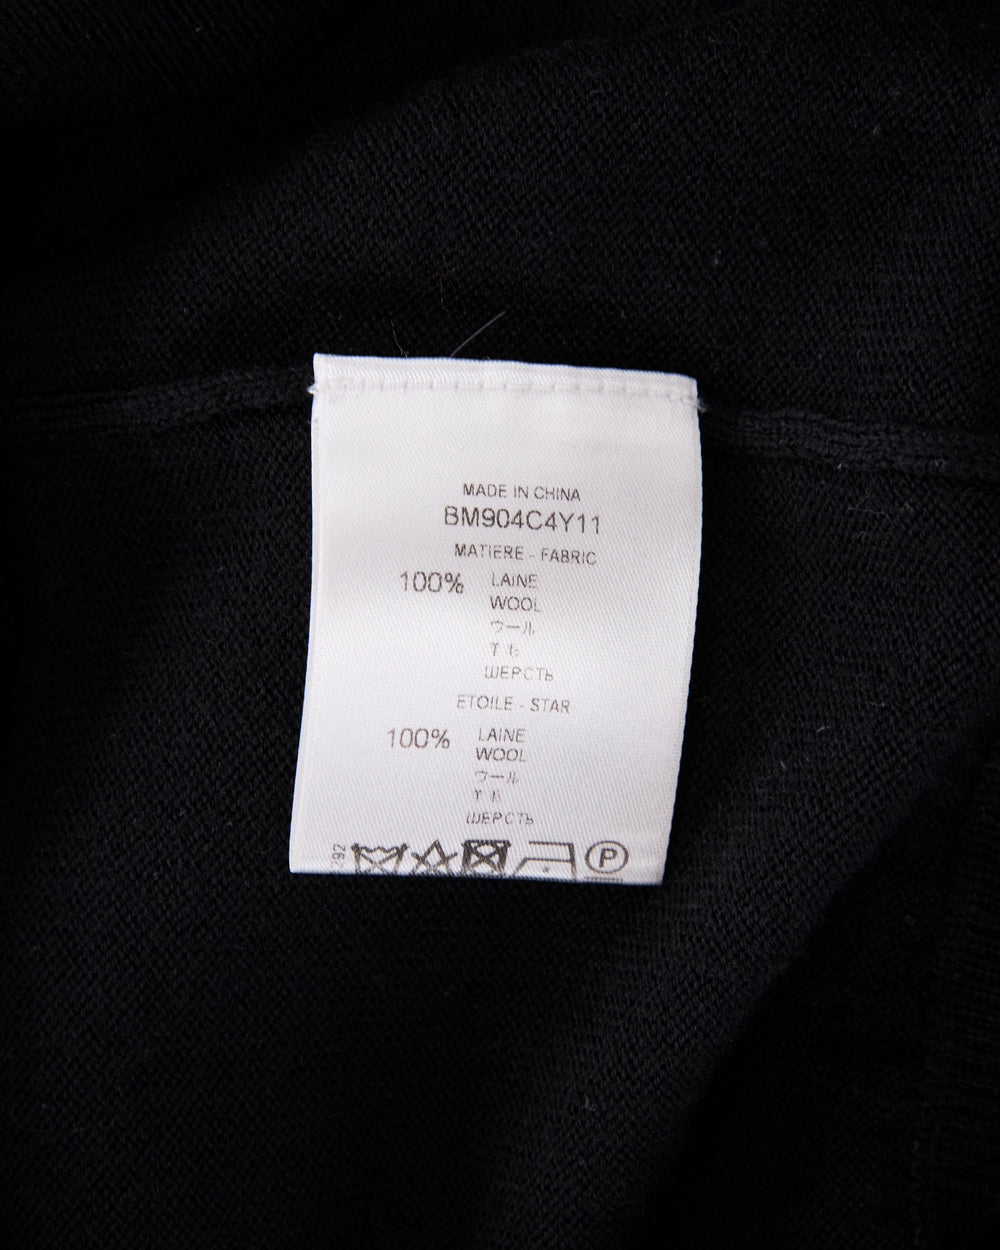 MADE IN CHINA
BM904C4Y11
MATIERE - FABRIC
100% LAINE
WOOL
ウール
羊毛
ШЕРСТЬ
ETOILE - STAR
100% LAINE
WOOL
ウール
羊毛
ШЕРСТЬ
P